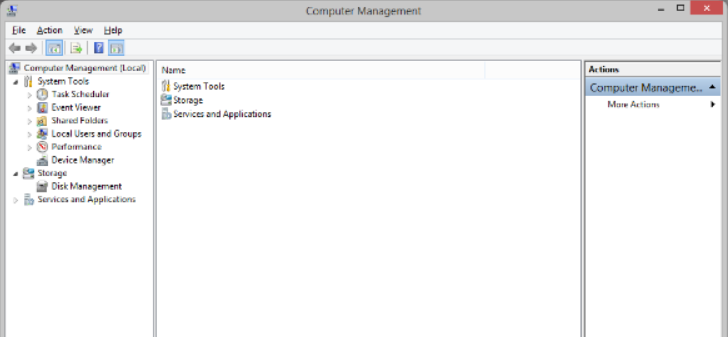 Computer Management
File Action View Help
Computer Management (Local)
System Tools
Task Scheduler
Event Viewer
Shared Folders
Local Users and Groups
Performance
Device Manager
Storage
Disk Management
Services and Applications
Name
System Tools
Storage
Services and Applications
Actions
Computer Manageme...
More Actions